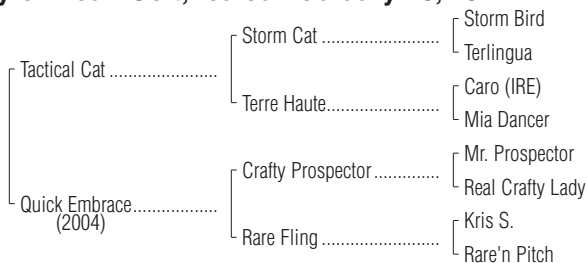 Storm Bird
Storm Cat ........................
Terlingua
Tactical Cat .......................
Caro (IRE)
Terre Haute.........................
Mia Dancer
Mr. Prospector
Crafty Prospector ..............
Real Crafty Lady
Quick Embrace..................
(2004)
Kris S.
Rare Fling ..........................
Rare'n Pitch